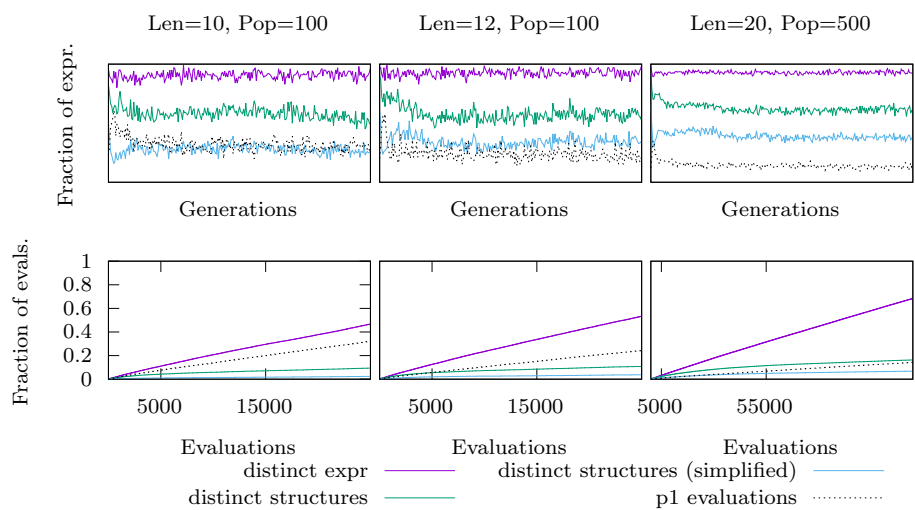 Len=10, Pop=100 Len=12, Pop=100 Len=20, Pop=500
Fraction of expr.
Generations Generations Generations
Fraction of evals.
1
0.8
0.6
0.4
0.2
0
5000 15000 5000 15000 5000 55000
Evaluations Evaluations Evaluations
distinct expr distinct structures (simplified)
distinct structures p1 evaluations